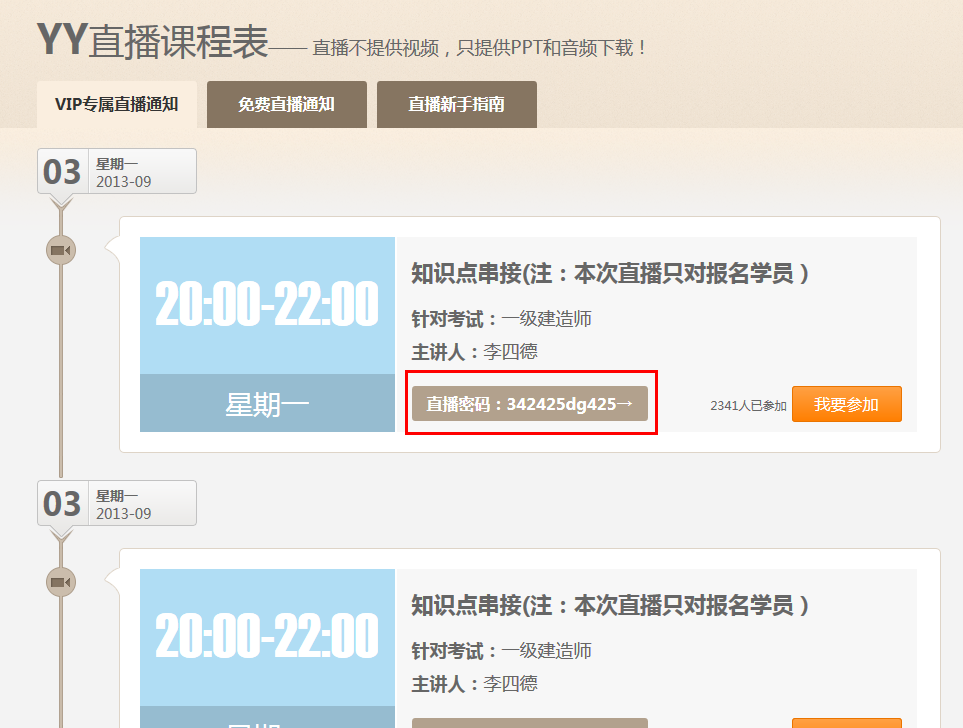 YY直播课程表—— 直播不提供视频，只提供PPT和音频下载！
VIP专属直播通知
免费直播通知
直播新手指南
03
星期一
2013-09
20:00-22:00
星期一
知识点串接(注：本次直播只对报名学员 )
针对考试：一级建造师
主讲人：李四德
直播密码：342425dg425→
2341人已参加
我要参加
03
星期一
2013-09
20:00-22:00
知识点串接(注：本次直播只对报名学员 )
针对考试：一级建造师
主讲人：李四德